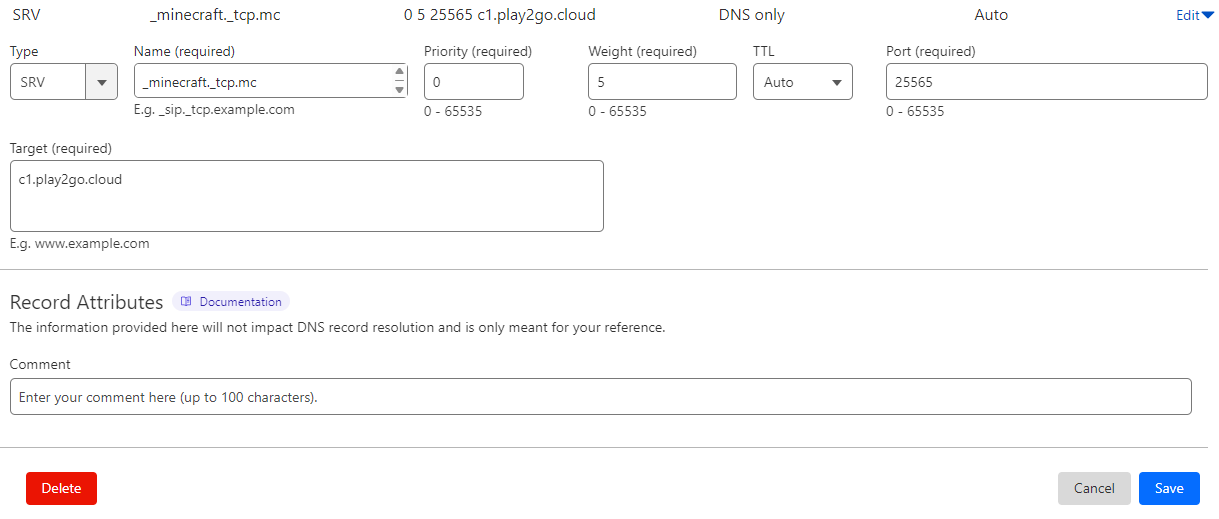 SRV _minecraft._tcp.mc 0 5 25565 c1.play2go.cloud DNS only Auto Edit
Type Name (required) Priority (required) Weight (required) TTL Port (required)
SRV _minecraft._tcp.mc 0 5 Auto 25565
E.g. _sip._tcp.example.com 0 - 65535 0 - 65535 0 - 65535
Target (required)
c1.play2go.cloud
E.g. www.example.com
Record Attributes Documentation
The information provided here will not impact DNS record resolution and is only meant for your reference.
Comment
Enter your comment here (up to 100 characters).
Delete Cancel Save